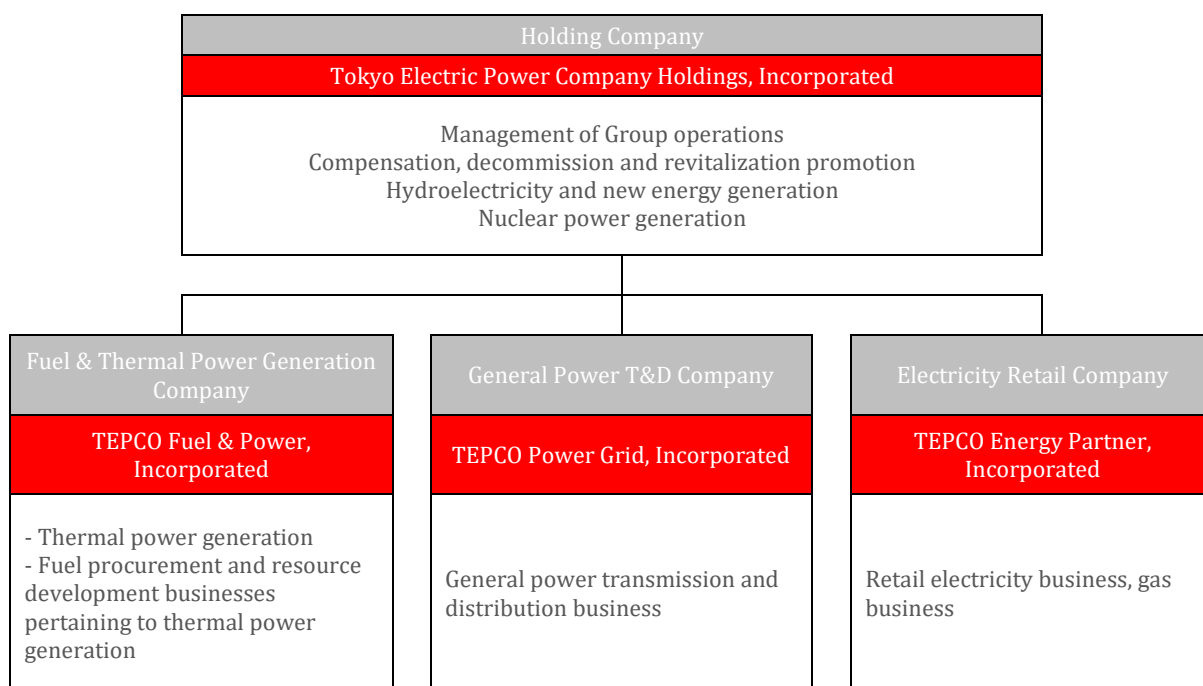 Holding Company
Tokyo Electric Power Company Holdings, Incorporated
Management of Group operations
Compensation, decommission and revitalization promotion
Hydroelectricity and new energy generation
Nuclear power generation
Fuel & Thermal Power Generation
Company
TEPCO Fuel & Power,
Incorporated
- Thermal power generation
- Fuel procurement and resource
development businesses
pertaining to thermal power
generation
General Power T&D Company
TEPCO Power Grid, Incorporated
General power transmission and
distribution business
Electricity Retail Company
TEPCO Energy Partner,
Incorporated
Retail electricity business, gas
business